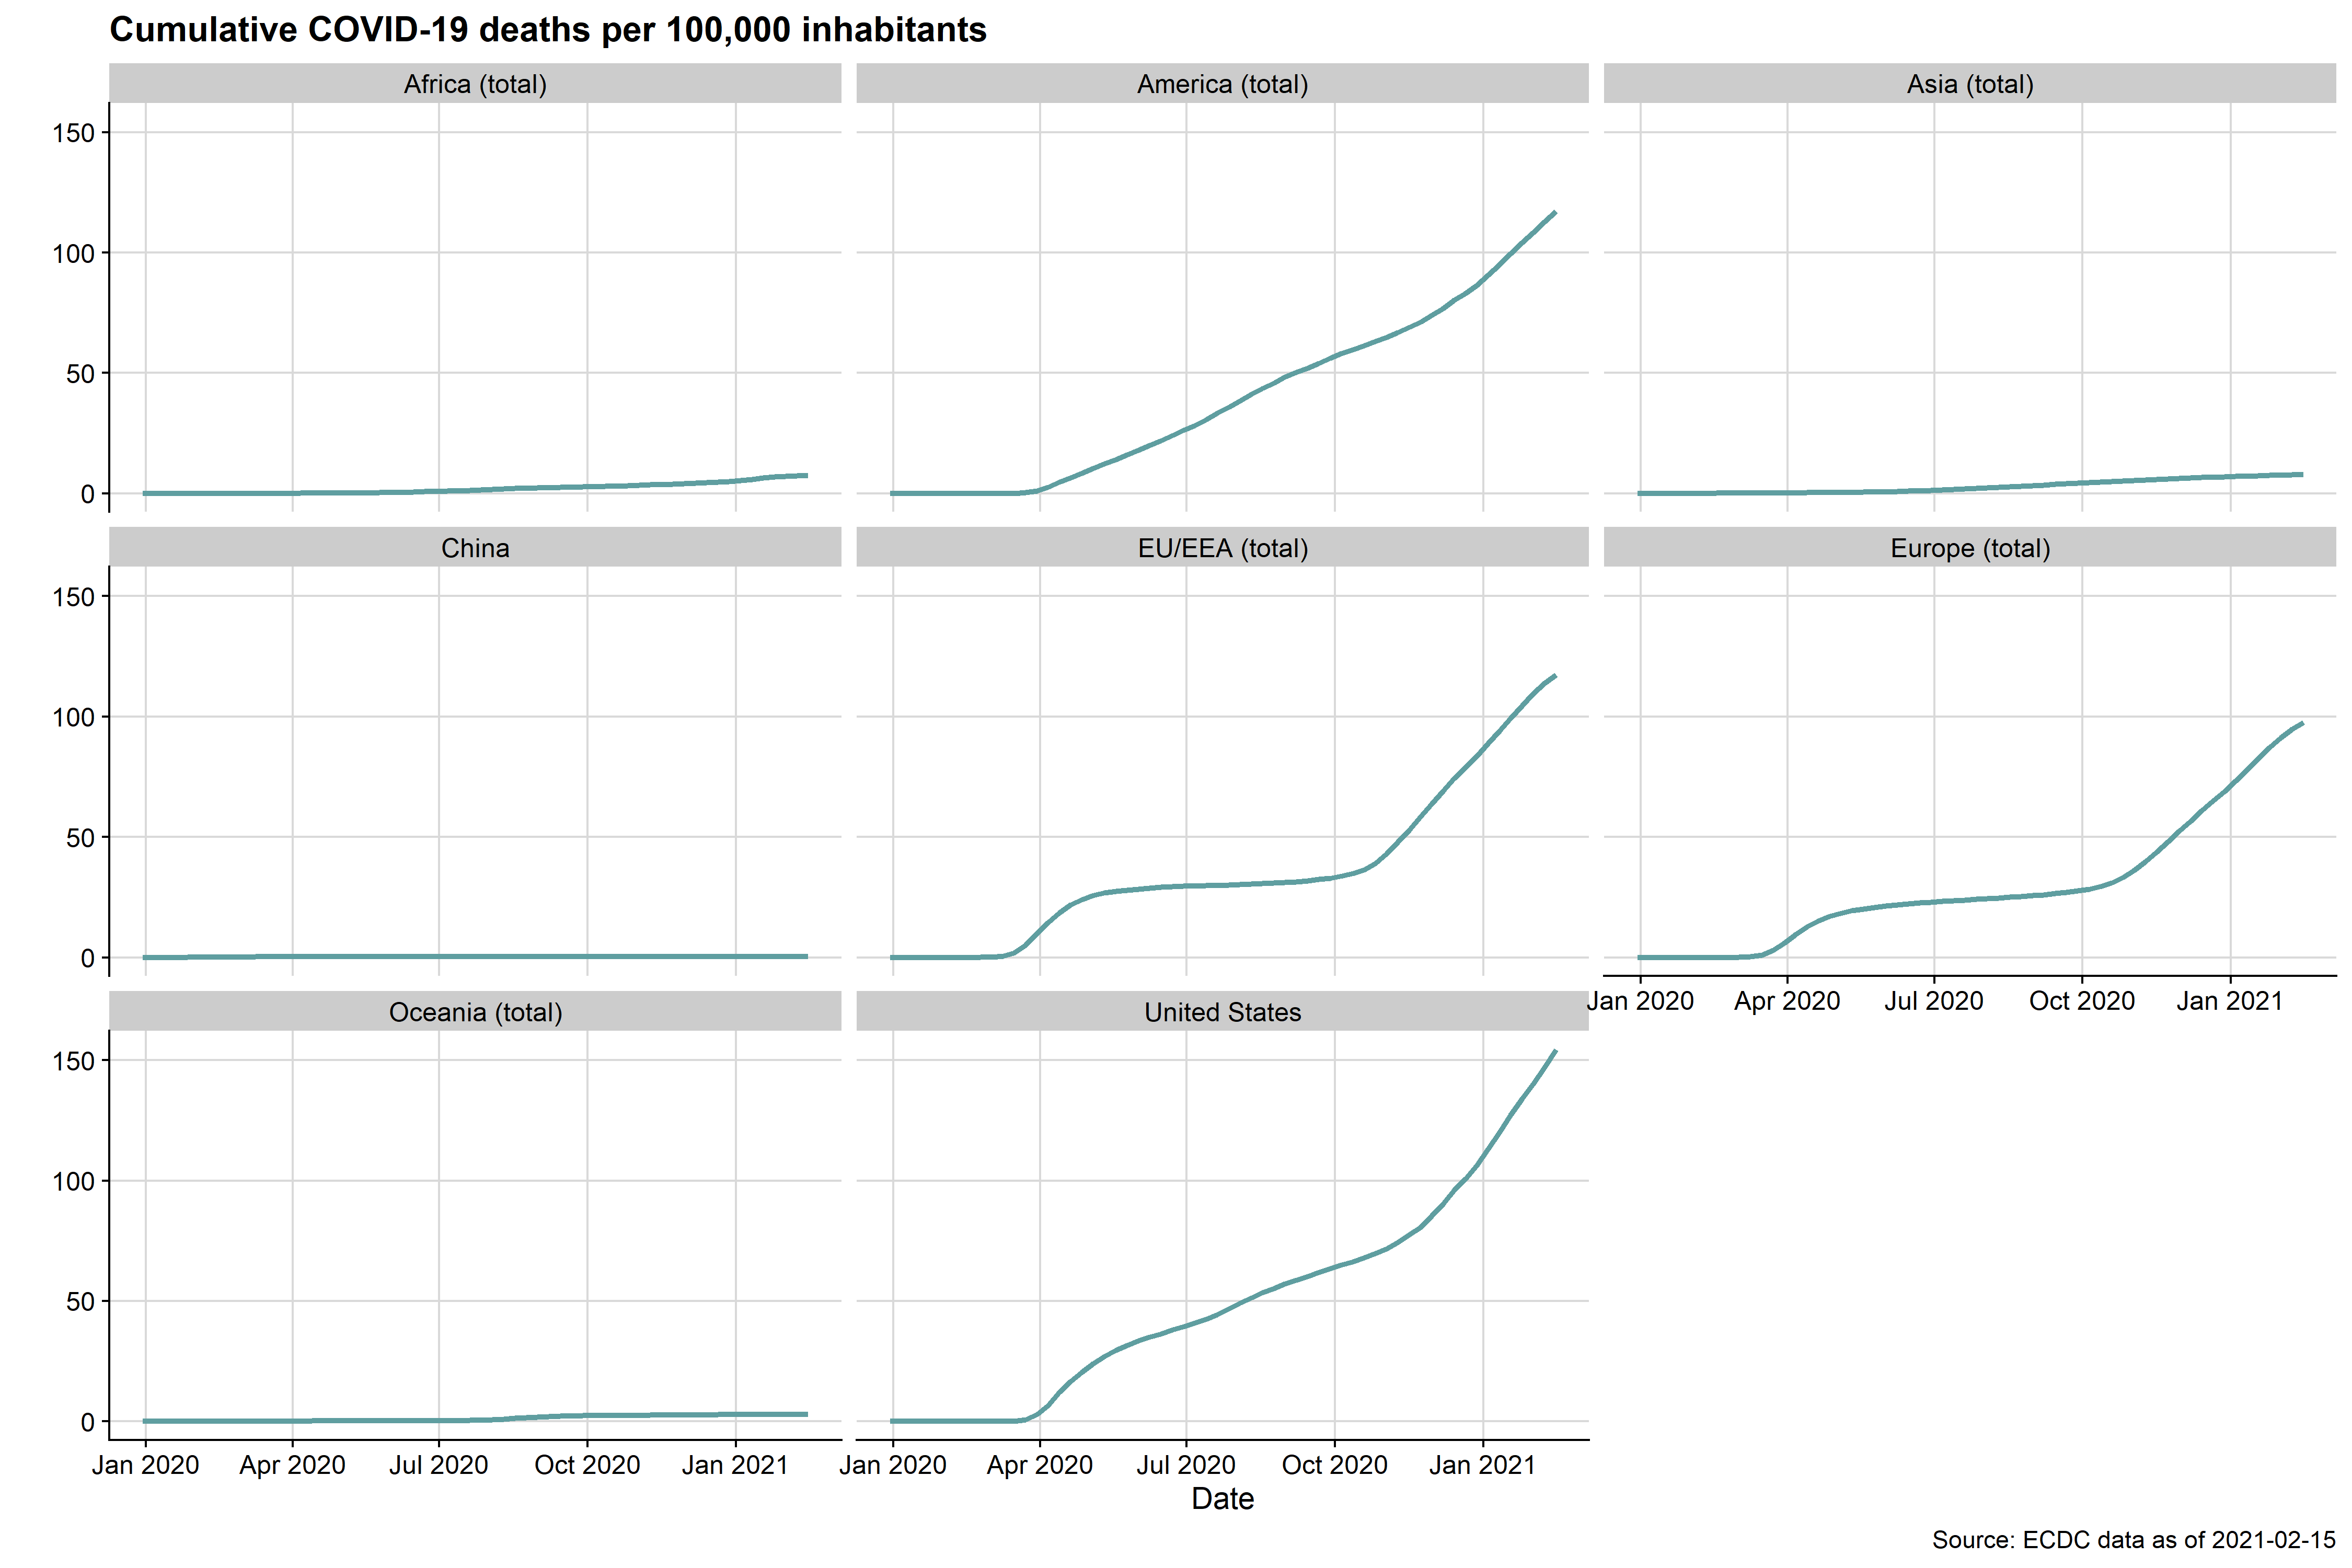 Cumulative COVID-19 deaths per 100,000 inhabitants
Africa (total)
America (total)
Asia (total)
150
100
50
0
China
EU/EEA (total)
Europe (total)
150
100
50
0
Jan 2020 Apr 2020 Jul 2020 Oct 2020 Jan 2021
Oceania (total)
United States
150
100
50
0
Jan 2020 Apr 2020 Jul 2020 Oct 2020 Jan 2021
Jan 2020 Apr 2020 Jul 2020 Oct 2020 Jan 2021
Date
Source: ECDC data as of 2021-02-15